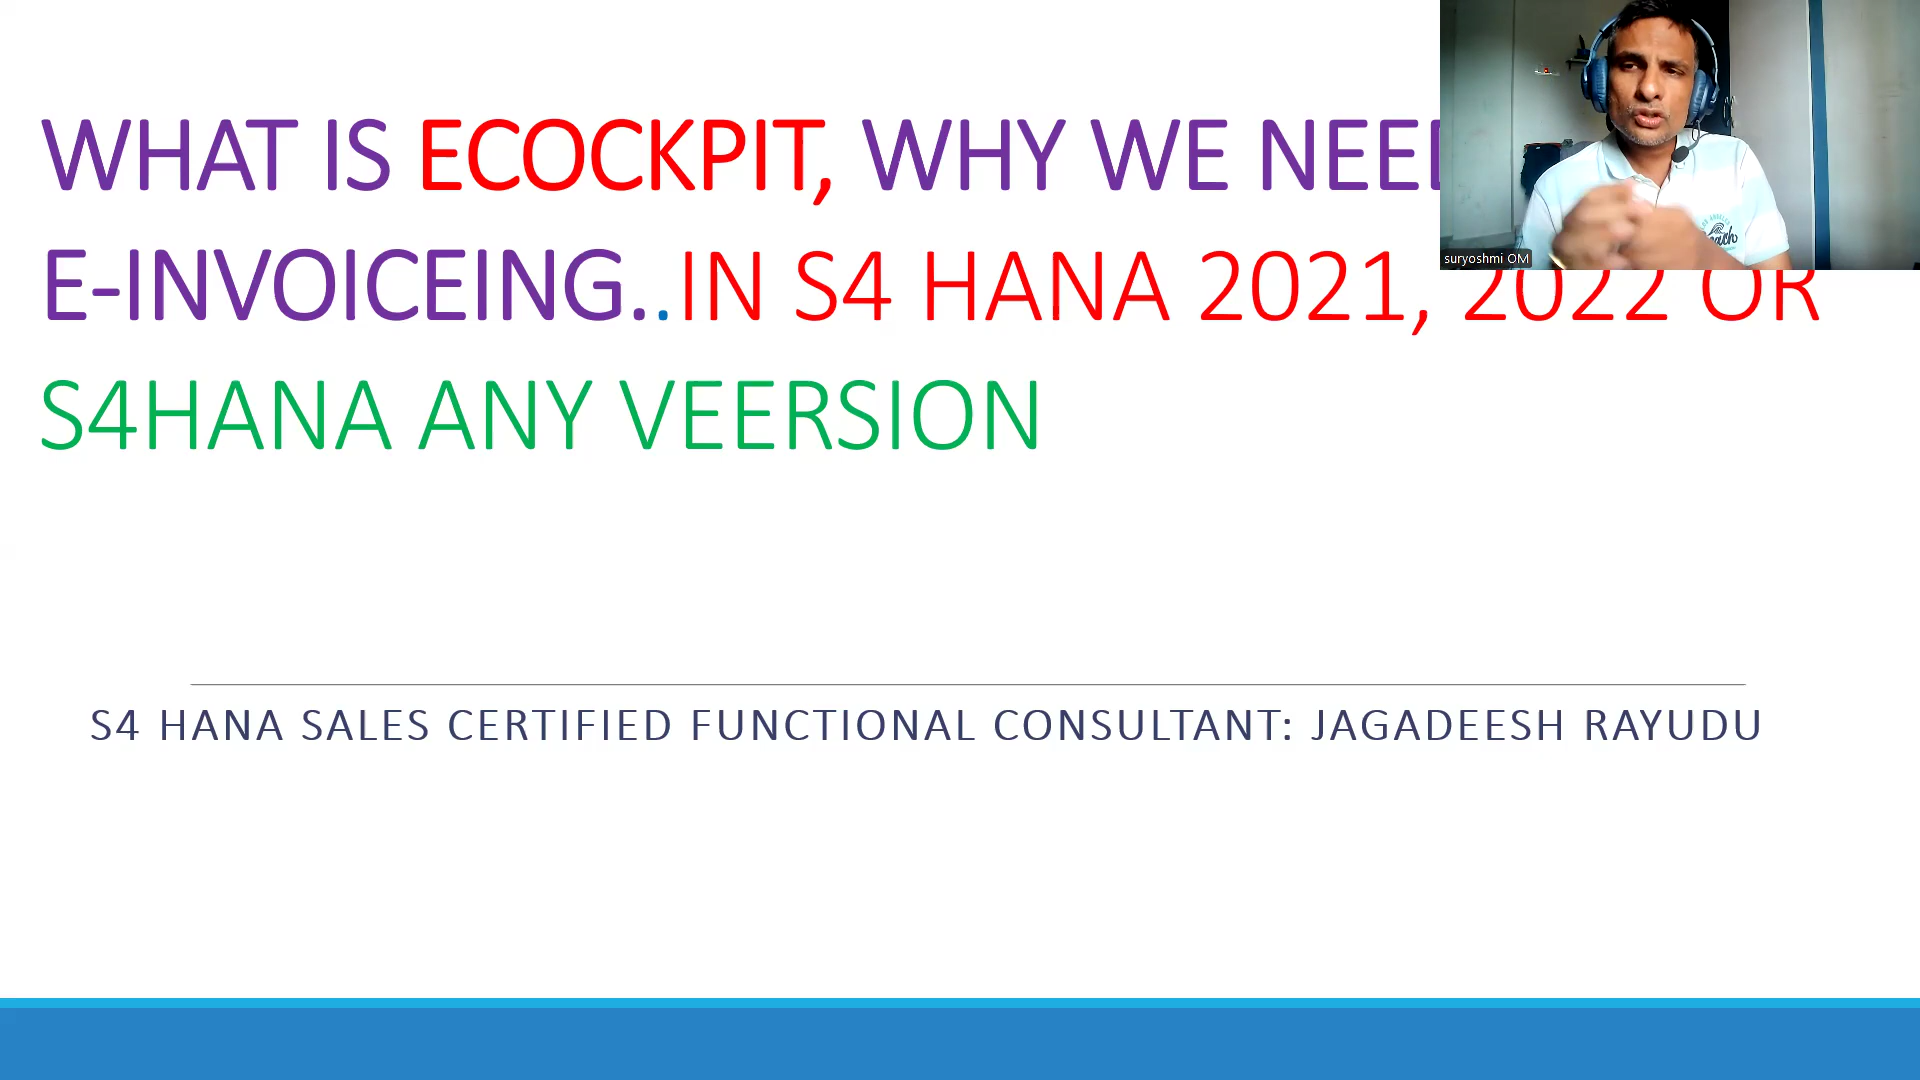 WHAT IS ECOCKPIT, WHY WE NEED
E-INVOICEING..IN S4 HANA 2021, 2022 OR
S4HANA ANY VEERSION
S4 HANA SALES CERTIFIED FUNCTIONAL CONSULTANT: JAGADEESH RAYUDU
suryoshmi OM